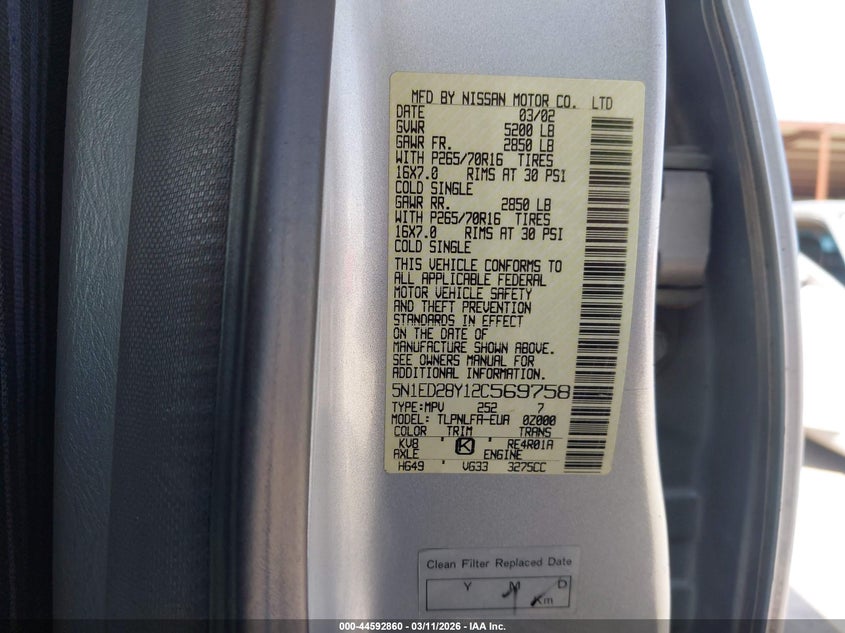 MFD BY NISSAN MOTOR CO. LTD
DATE 03/02
GVWR 5200 LB
GAWR FR. 2850 LB
WITH P265/70R16 TIRES
16X7.0 RIMS AT 30 PSI
COLD SINGLE
GAWR RR. 2850 LB
WITH P265/70R16 TIRES
16X7.0 RIMS AT 30 PSI
COLD SINGLE
THIS VEHICLE CONFORMS TO
ALL APPLICABLE FEDERAL
MOTOR VEHICLE SAFETY
AND THEFT PREVENTION
STANDARDS IN EFFECT
ON THE DATE OF
MANUFACTURE SHOWN ABOVE.
SEE OWNERS MANUAL FOR
ADDITIONAL INFORMATION.
5N1ED28Y12C569758
TYPE:MPV 252 7
MODEL: TLPNLFA-EUA 0Z000
COLOR TRIM TRANS
KV8 ' K ' RE4R01A
AXLE ENGINE
HG49 ' VG33 3275CC
Clean Filter Replaced Date
Y M D
Km
000-44592860 - 03/11/2026 - IAA Inc.